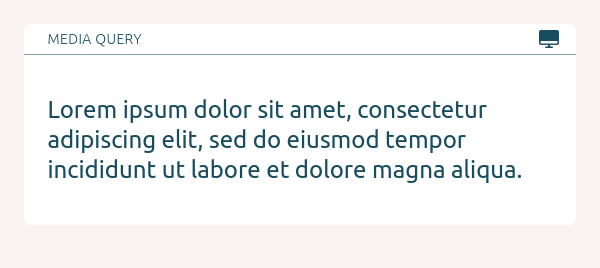 MEDIA QUERY
Lorem ipsum dolor sit amet, consectetur
adipiscing elit, sed do eiusmod tempor
incididunt ut labore et dolore magna aliqua.